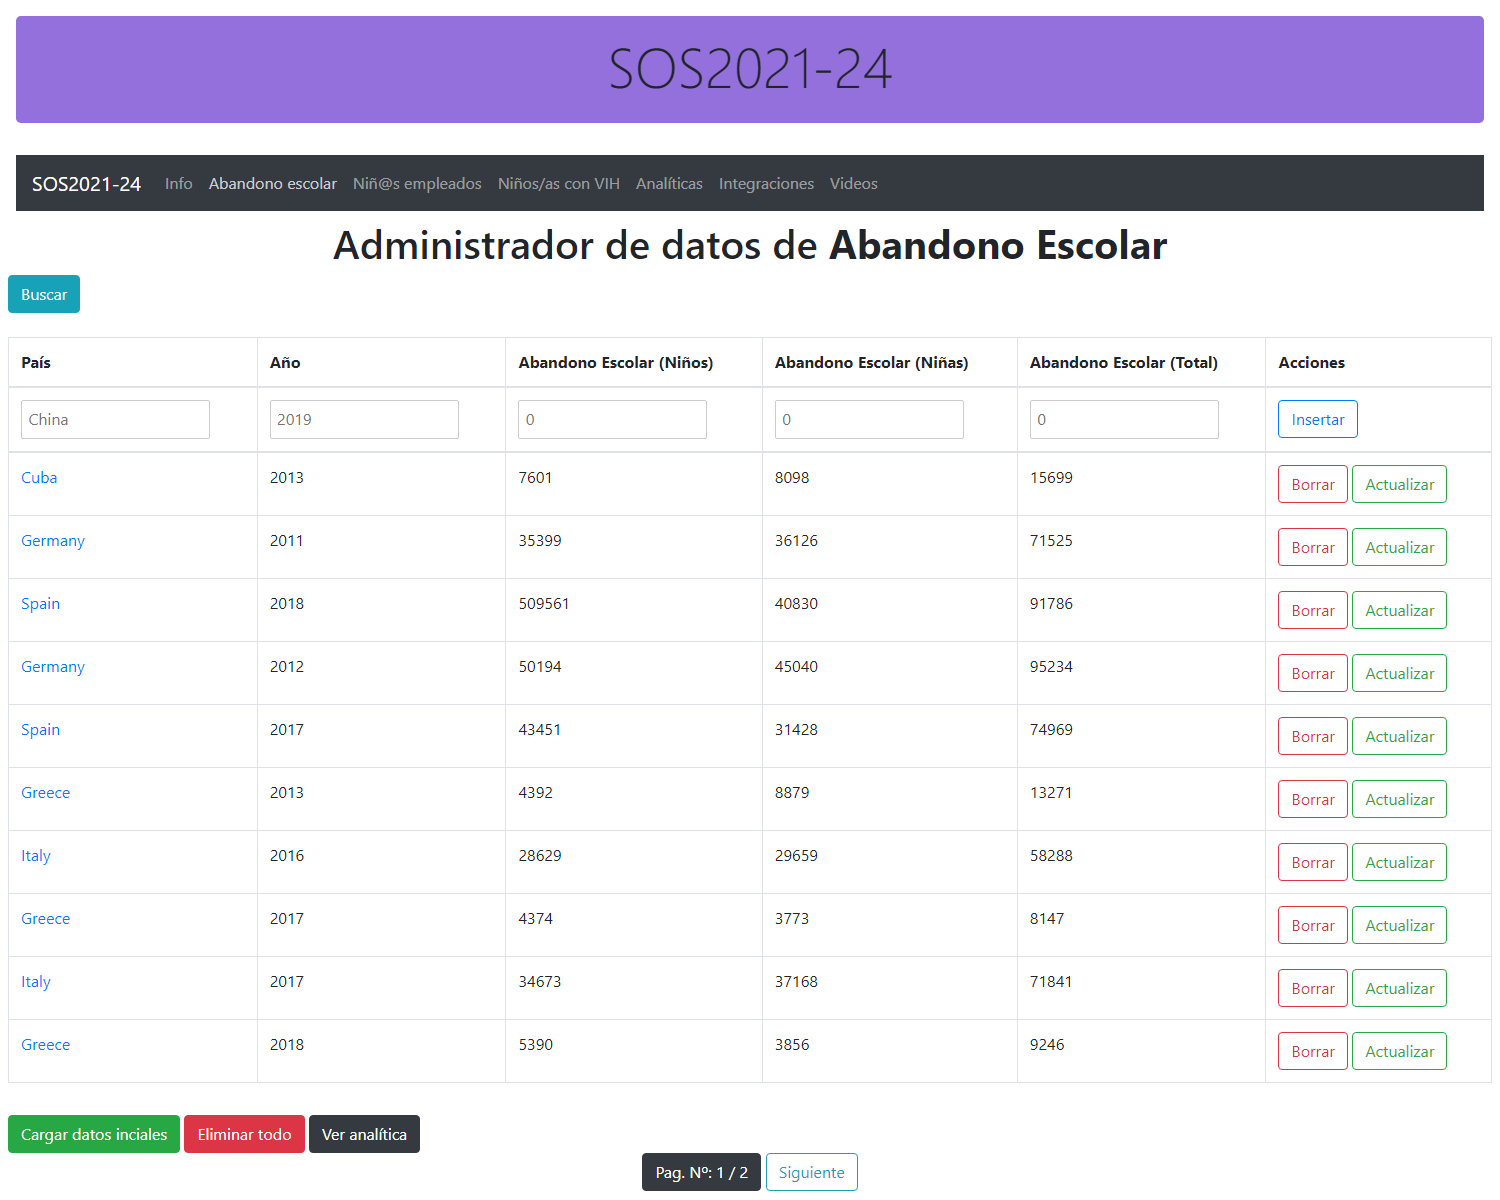 SOS2021-24
SOS2021-24 Info Abandono escolar Niñ@s empleados Niños/as con VIH Analíticas Integraciones Videos
Administrador de datos de Abandono Escolar
Buscar
País Año Abandono Escolar (Niños) Abandono Escolar (Niñas) Abandono Escolar (Total) Acciones
China 2019 0 0 0 Insertar
Cuba 2013 7601 8098 15699 Borrar Actualizar
Germany 2011 35399 36126 71525 Borrar Actualizar
Spain 2018 509561 40830 91786 Borrar Actualizar
Germany 2012 50194 45040 95234 Borrar Actualizar
Spain 2017 43451 31428 74969 Borrar Actualizar
Greece 2013 4392 8879 13271 Borrar Actualizar
Italy 2016 28629 29659 58288 Borrar Actualizar
Greece 2017 4374 3773 8147 Borrar Actualizar
Italy 2017 34673 37168 71841 Borrar Actualizar
Greece 2018 5390 3856 9246 Borrar Actualizar
Cargar datos inciales Eliminar todo Ver analítica
Pag. Nº: 1 / 2 Siguiente